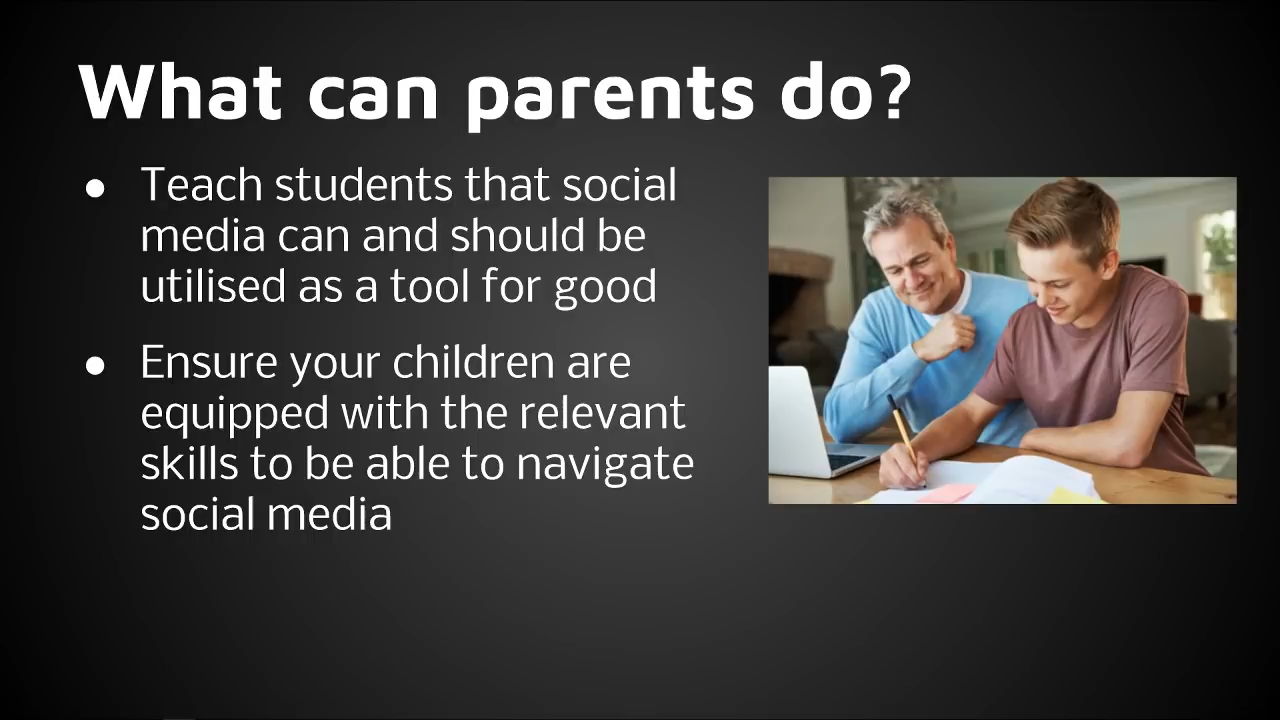 What can parents do?
● Teach students that social
media can and should be
utilised as a tool for good
● Ensure your children are
equipped with the relevant
skills to be able to navigate
social media